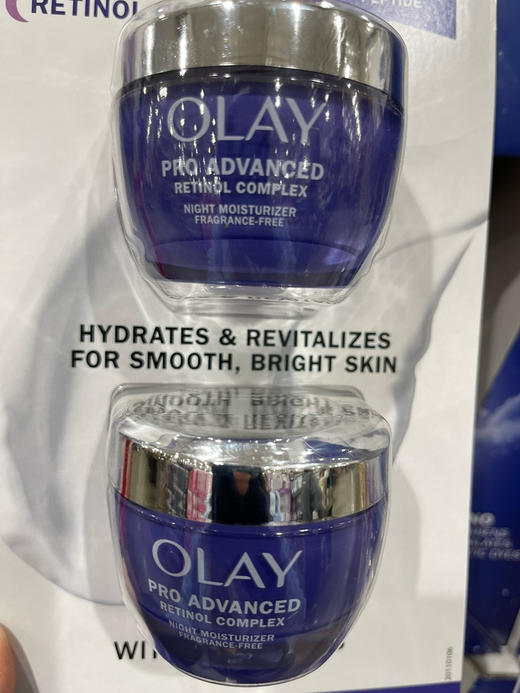 RETINOL
PEPTIDE
OLAY
PRO ADVANCED
RETINOL COMPLEX
NIGHT MOISTURIZER
FRAGRANCE-FREE
HYDRATES & REVITALIZES
FOR SMOOTH, BRIGHT SKIN
OLAY
PRO ADVANCED
RETINOL COMPLEX
NIGHT MOISTURIZER
FRAGRANCE-FREE